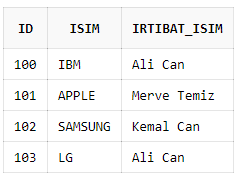 ID ISIM IRTIBAT_ISIM
100 IBM Ali Can
101 APPLE Merve Temiz
102 SAMSUNG Kemal Can
103 LG Ali Can